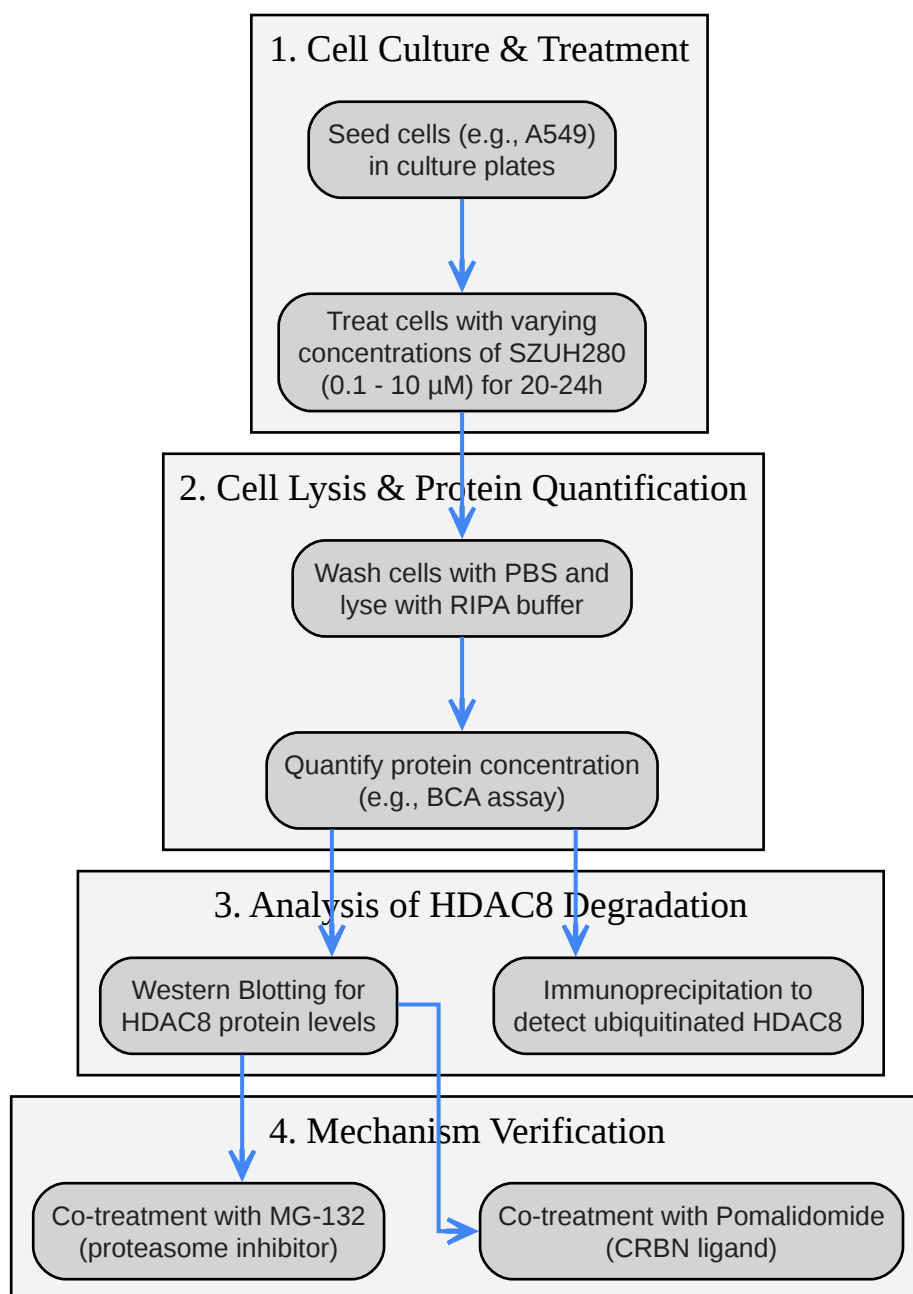 1. Cell Culture & Treatment
Seed cells (e.g., A549)
in culture plates
Treat cells with varying
concentrations of SZUH280
(0.1 - 10 µM) for 20-24h
2. Cell Lysis & Protein Quantification
Wash cells with PBS and
lyse with RIPA buffer
Quantify protein concentration
(e.g., BCA assay)
3. Analysis of HDAC8 Degradation
Western Blotting for
HDAC8 protein levels
Immunoprecipitation to
detect ubiquitinated HDAC8
4. Mechanism Verification
Co-treatment with MG-132
(proteasome inhibitor)
Co-treatment with Pomalidomide
(CRBN ligand)